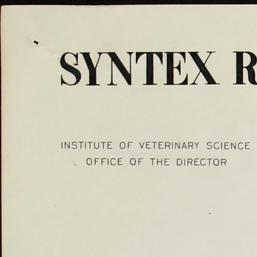 SYNTEX R
INSTITUTE OF VETERINARY SCIENCE
OFFICE OF THE DIRECTOR